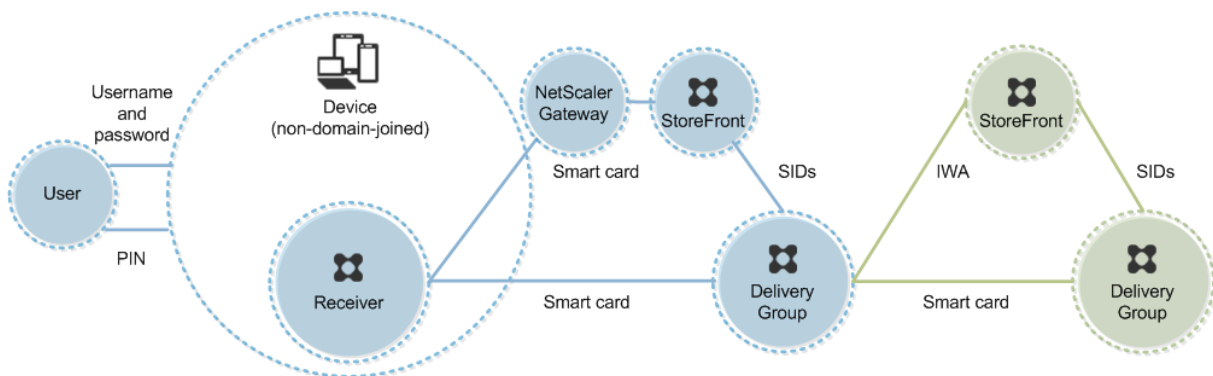 Username
and
password
User
PIN
Device
(non-domain-joined)
Receiver
NetScaler
Gateway
StoreFront
Smart card
SIDs
Smart card
Delivery
Group
StoreFront
IWA
SIDs
Smart card
Delivery
Group